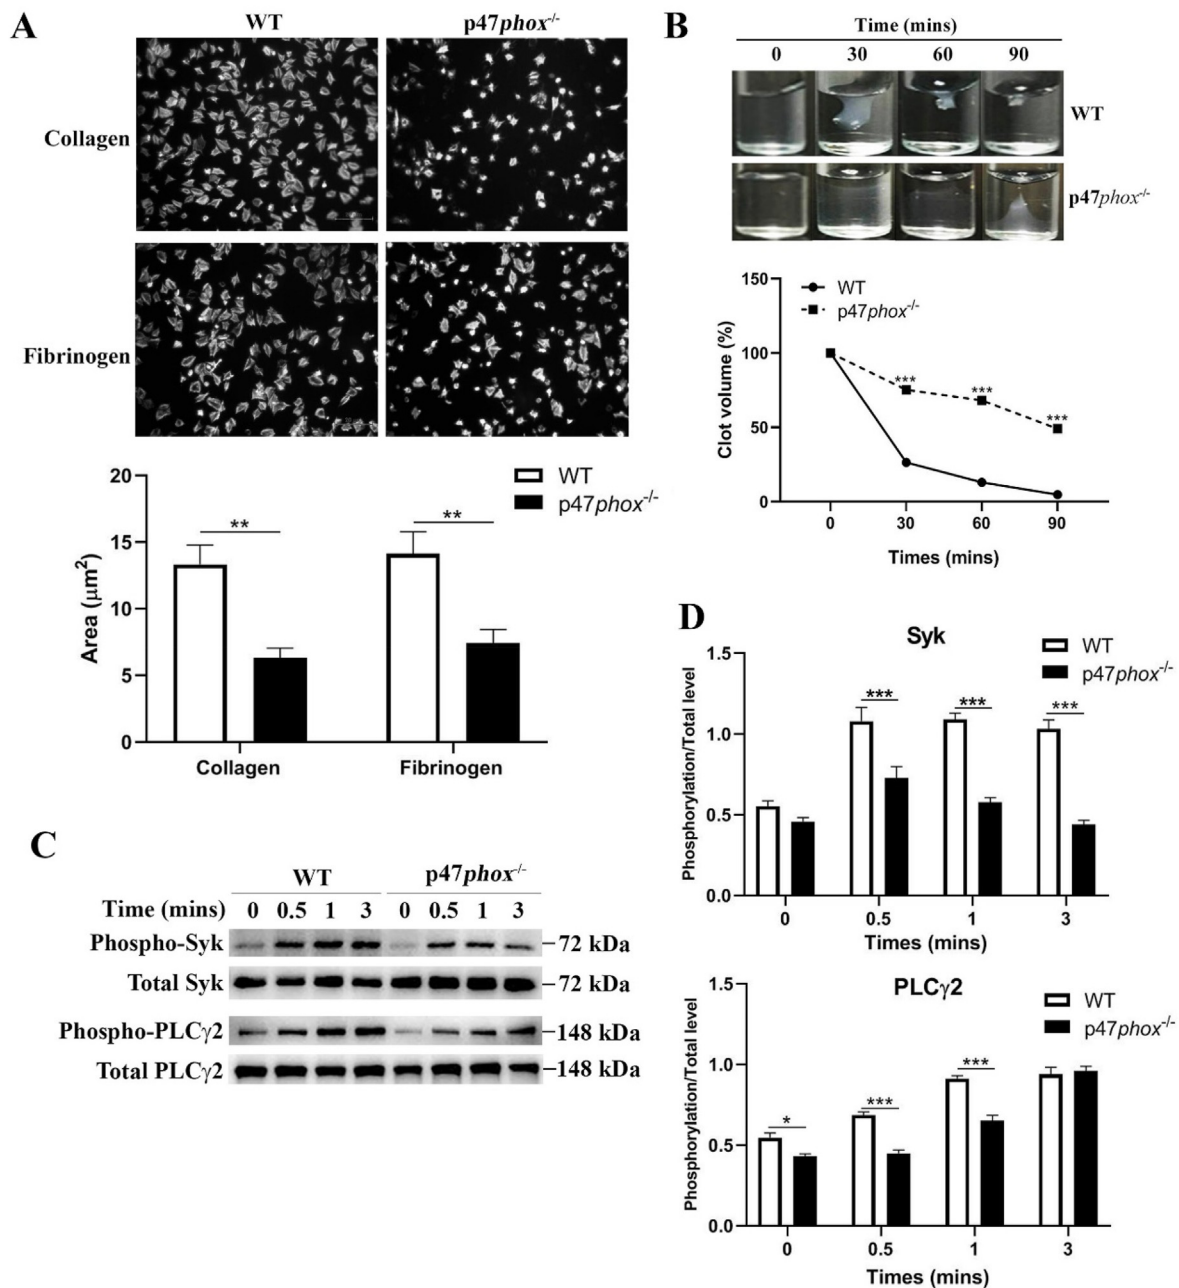 A
WT
p47phox-/-
Collagen
Fibrinogen
20
15
10
5
0
Area (μm2)
**
**
WT
p47phox-/-
Collagen
Fibrinogen
B
Time (mins)
0 30 60 90
WT
p47phox-/-
150
100
50
0
Clot volume (%)
WT
p47phox-/-
***
***
***
0 30 60 90
Times (mins)
C
WT p47phox-/-
Time (mins) 0 0.5 1 3 0 0.5 1 3
Phospho-Syk 72 kDa
Total Syk 72 kDa
Phospho-PLCγ2 148 kDa
Total PLCγ2 148 kDa
D
Syk
WT
p47phox-/-
1.5
1.0
0.5
0.0
Phosphorylation/Total level
*** *** ***
0 0.5 1 3
Times (mins)
PLCγ2
WT
p47phox-/-
1.5
1.0
0.5
0.0
Phosphorylation/Total level
* *** ***
0 0.5 1 3
Times (mins)